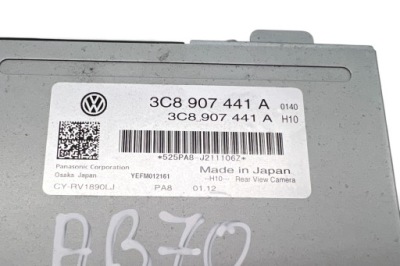 3C8 907 441 A 0140
3C8 907 441 A H10
*525PA8-J211106Z*
Panasonic Corporation
Osaka Japan YEFM012161
Made in Japan
-H10- Rear View Camera
CY-RV1890LJ PA8 01.12
AB70